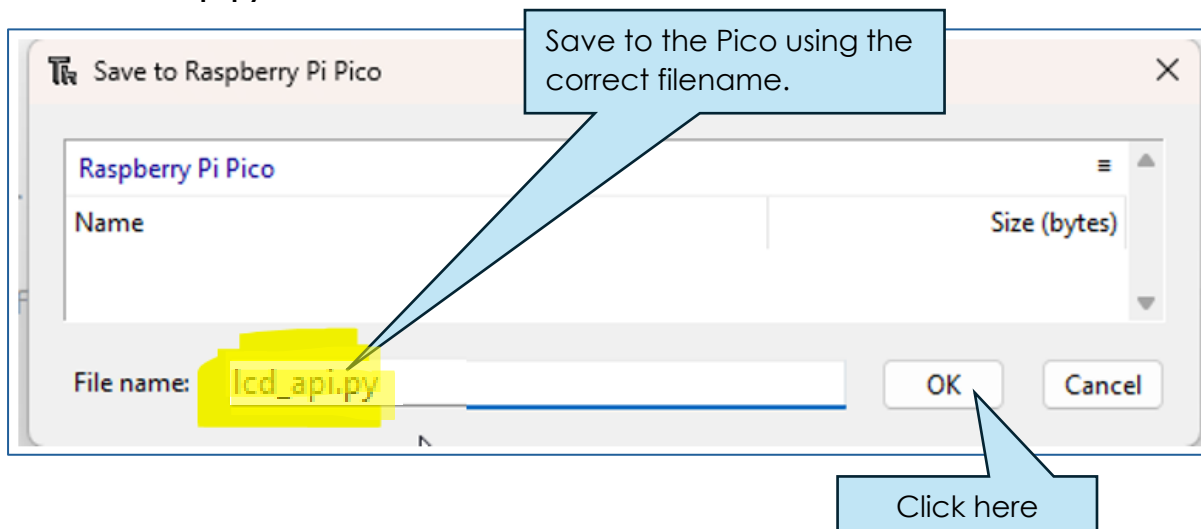 Save to the Pico using the
correct filename.
Save to Raspberry Pi Pico
Raspberry Pi Pico
Name Size (bytes)
File name: lcd_api.py OK Cancel
Click here